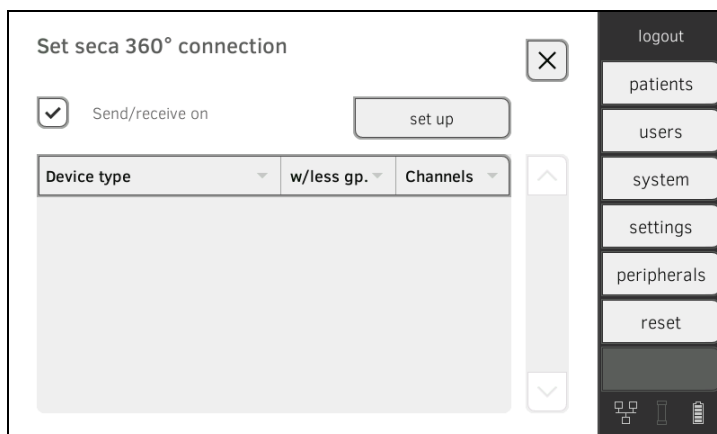 Set seca 360° connection
Send/receive on
set up
Device type
w/less gp.
Channels
logout
patients
users
system
settings
peripherals
reset